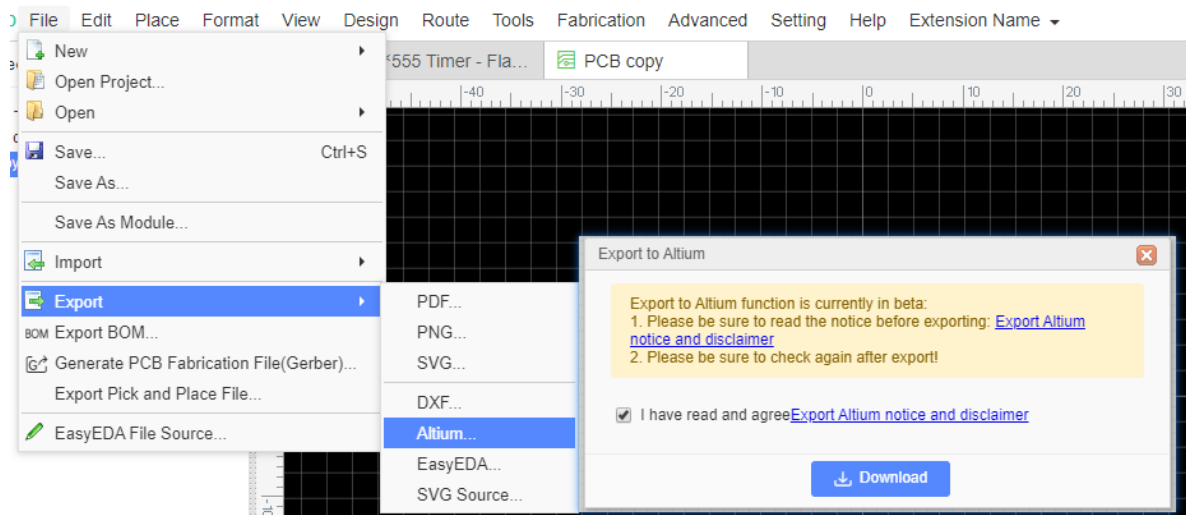 File Edit Place Format View Design Route Tools Fabrication Advanced Setting Help Extension Name
New
*555 Timer - Fla...
PCB copy
Open Project...
-40 -30 -20 -10 0 10 20 30
Open
Save... Ctrl+S
Save As...
Save As Module...
Import
Export
PDF...
BOM Export BOM...
PNG...
G Generate PCB Fabrication File(Gerber)...
SVG...
Export Pick and Place File...
DXF...
EasyEDA File Source...
Altium...
EasyEDA...
SVG Source...
Export to Altium
Export to Altium function is currently in beta:
1. Please be sure to read the notice before exporting: Export Altium
notice and disclaimer
2. Please be sure to check again after export!
I have read and agreeExport Altium notice and disclaimer
Download